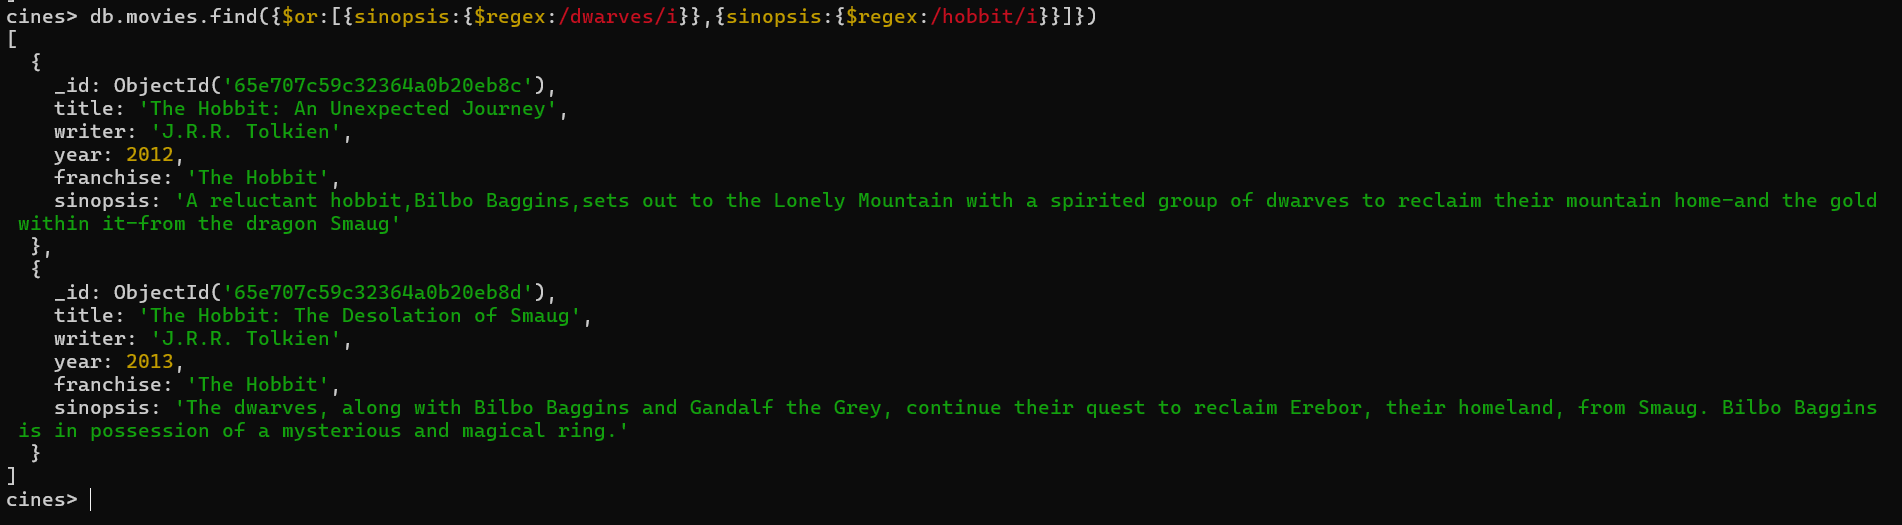 cines> db.movies.find({$or:[{sinopsis:{$regex:/dwarves/i}},{sinopsis:{$regex:/hobbit/i}}]})
[
  {
    _id: ObjectId('65e707c59c32364a0b20eb8c'),
    title: 'The Hobbit: An Unexpected Journey',
    writer: 'J.R.R. Tolkien',
    year: 2012,
    franchise: 'The Hobbit',
    sinopsis: 'A reluctant hobbit,Bilbo Baggins,sets out to the Lonely Mountain with a spirited group of dwarves to reclaim their mountain home-and the gold
 within it-from the dragon Smaug'
  },
  {
    _id: ObjectId('65e707c59c32364a0b20eb8d'),
    title: 'The Hobbit: The Desolation of Smaug',
    writer: 'J.R.R. Tolkien',
    year: 2013,
    franchise: 'The Hobbit',
    sinopsis: 'The dwarves, along with Bilbo Baggins and Gandalf the Grey, continue their quest to reclaim Erebor, their homeland, from Smaug. Bilbo Baggins
 is in possession of a mysterious and magical ring.'
  }
]
cines>